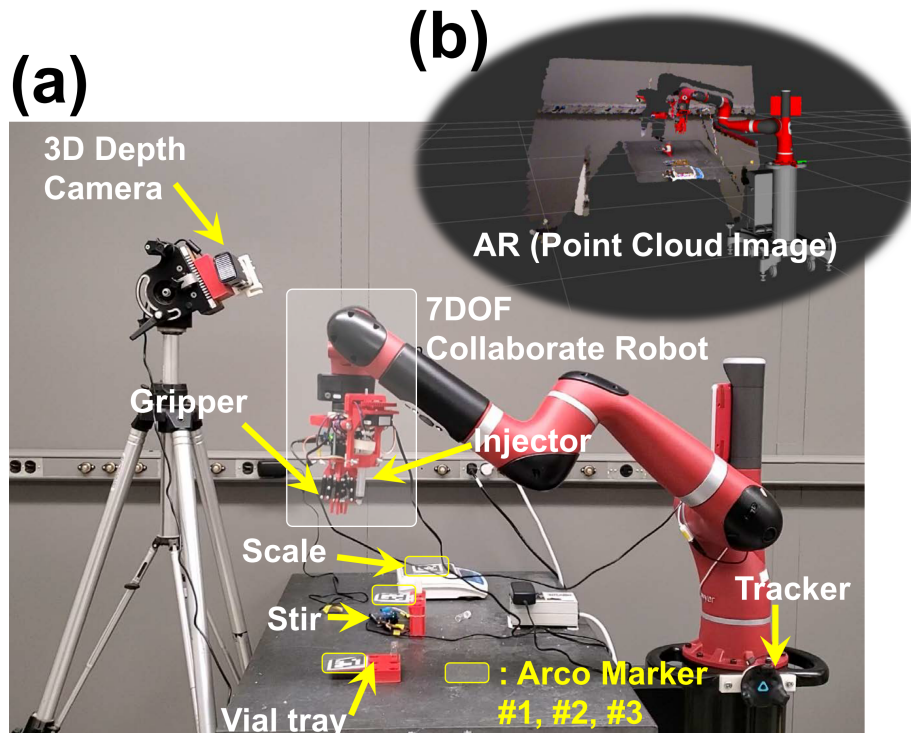 (a)
(b)
3D Depth
Camera
AR (Point Cloud Image)
7DOF
Collaborate Robot
Gripper
Injector
Scale
Stir
Tracker
Vial tray
: Arco Marker
#1, #2, #3